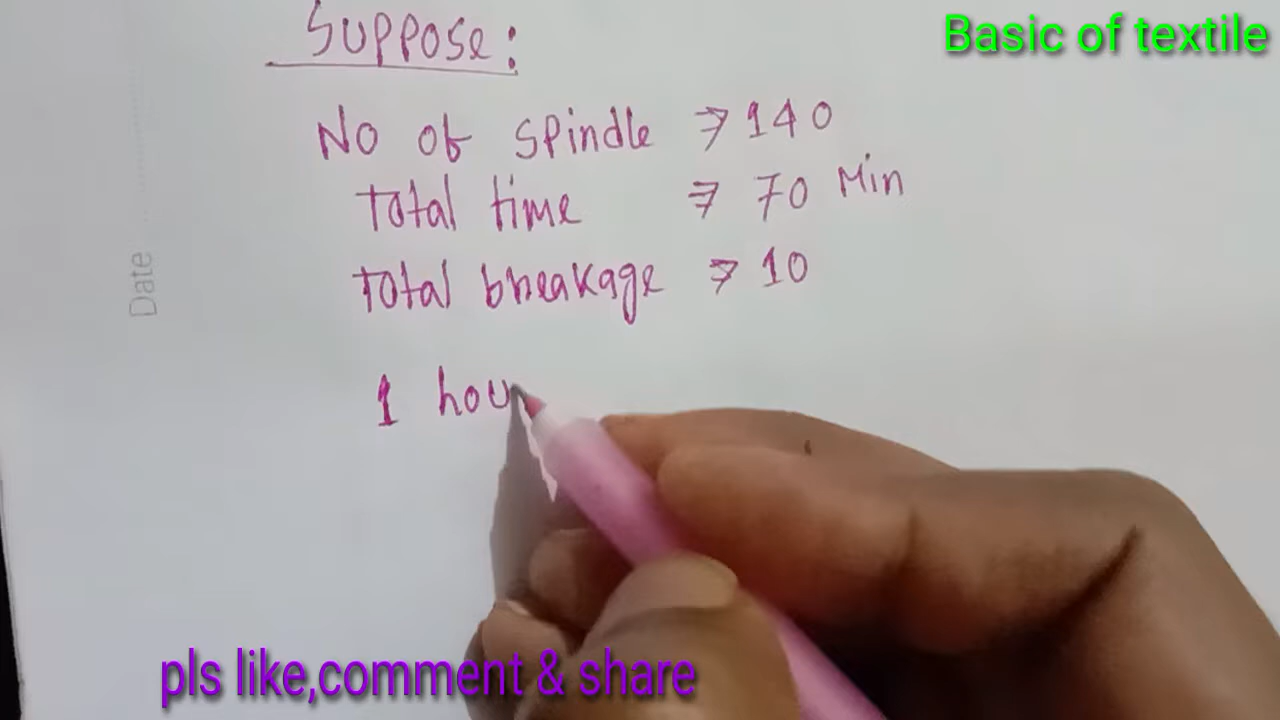 Basic of textile
Suppose:
No of spindle ⇒ 140
Total time ⇒ 70 Min
Total breakage ⇒ 10
Date
1 hou
pls like,comment & share